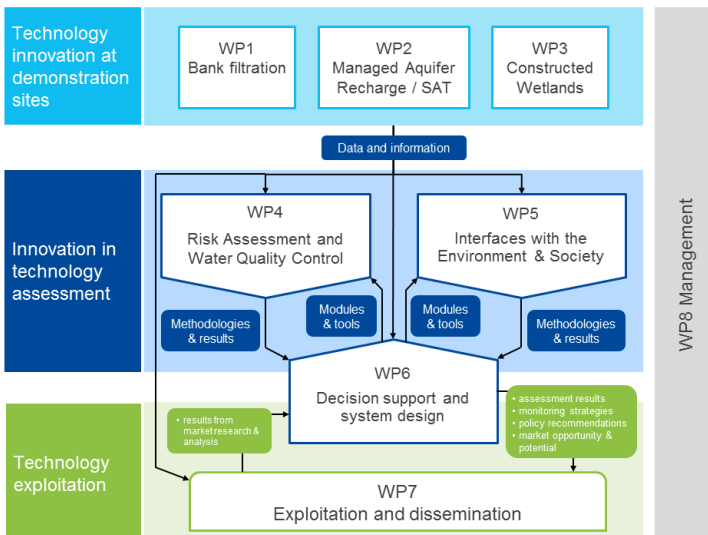 Technology
innovation at
demonstration
sites
WP1
Bank filtration
WP2
Managed Aquifer
Recharge / SAT
WP3
Constructed
Wetlands
Data and information
Innovation in
technology
assessment
WP4
Risk Assessment and
Water Quality Control
WP5
Interfaces with the
Environment & Society
Methodologies
& results
Modules
& tools
Modules
& tools
Methodologies
& results
WP6
Decision support and
system design
• results from
market research &
analysis
• assessment results
• monitoring strategies
• policy recommendations
• market opportunity &
potential
Technology
exploitation
WP7
Exploitation and dissemination
WP8 Management